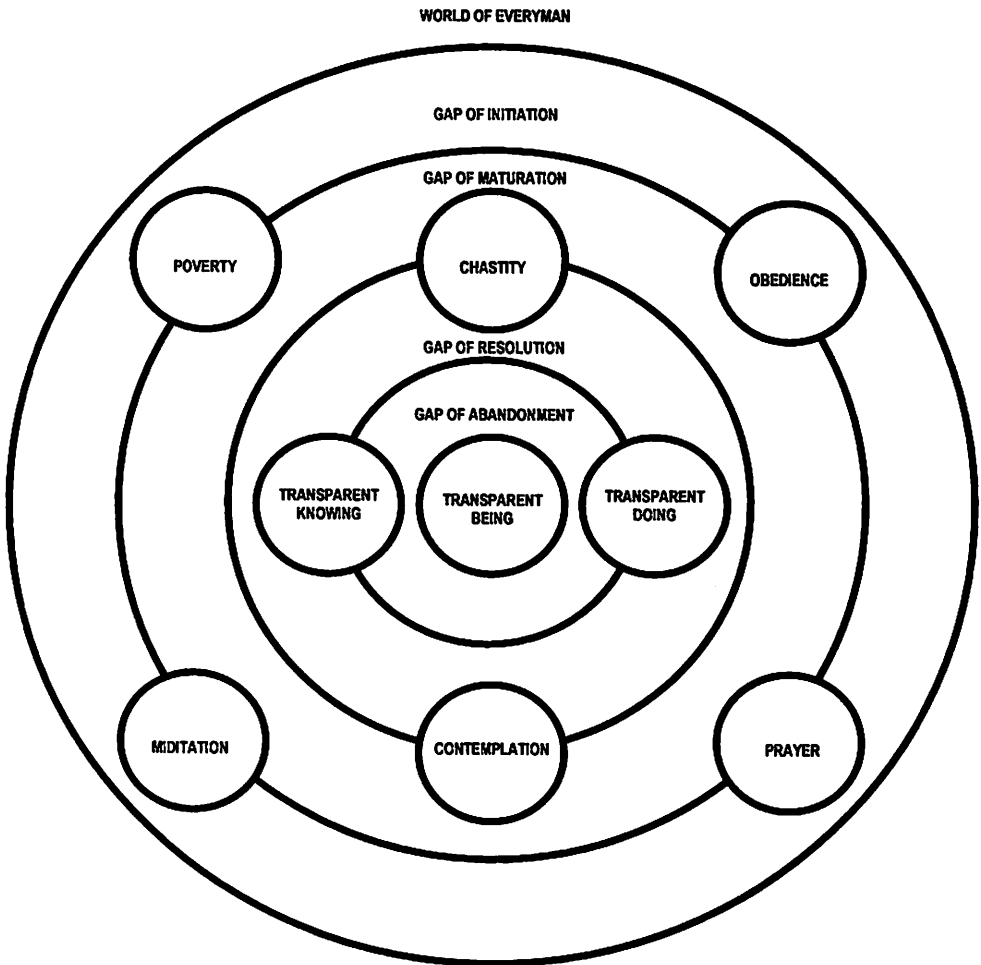 WORLD OF EVERYMAN
GAP OF INITIATION
GAP OF MATURATION
POVERTY
CHASTITY
OBEDIENCE
GAP OF RESOLUTION
GAP OF ABANDONMENT
TRANSPARENT
KNOWING
TRANSPARENT
BEING
TRANSPARENT
DOING
MIDITATION
CONTEMPLATION
PRAYER